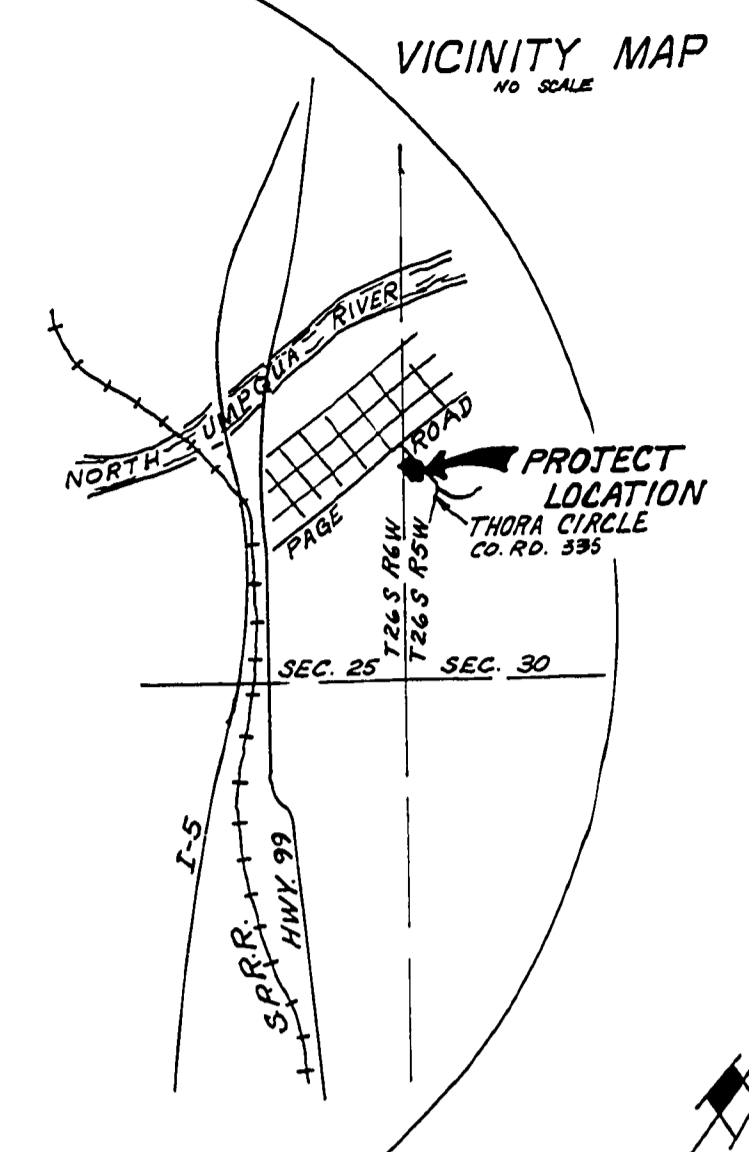 VICINITY MAP
NO SCALE
NORTH UMPQUA RIVER
PAGE ROAD
PROJECT
LOCATION
THORA CIRCLE
CO. RD. 335
T26S R6W
T26S R5W
SEC. 25
SEC. 30
I-5
HWY. 99
S.P.R.R.